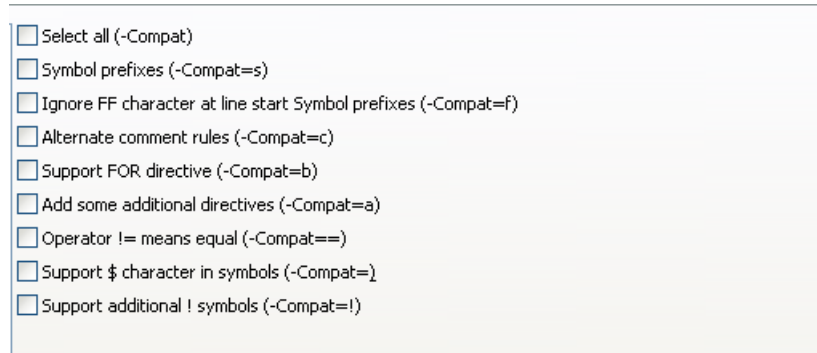 Select all (-Compat)
Symbol prefixes (-Compat=s)
Ignore FF character at line start Symbol prefixes (-Compat=f)
Alternate comment rules (-Compat=c)
Support FOR directive (-Compat=b)
Add some additional directives (-Compat=a)
Operator != means equal (-Compat==)
Support $ character in symbols (-Compat=)
Support additional ! symbols (-Compat=!)